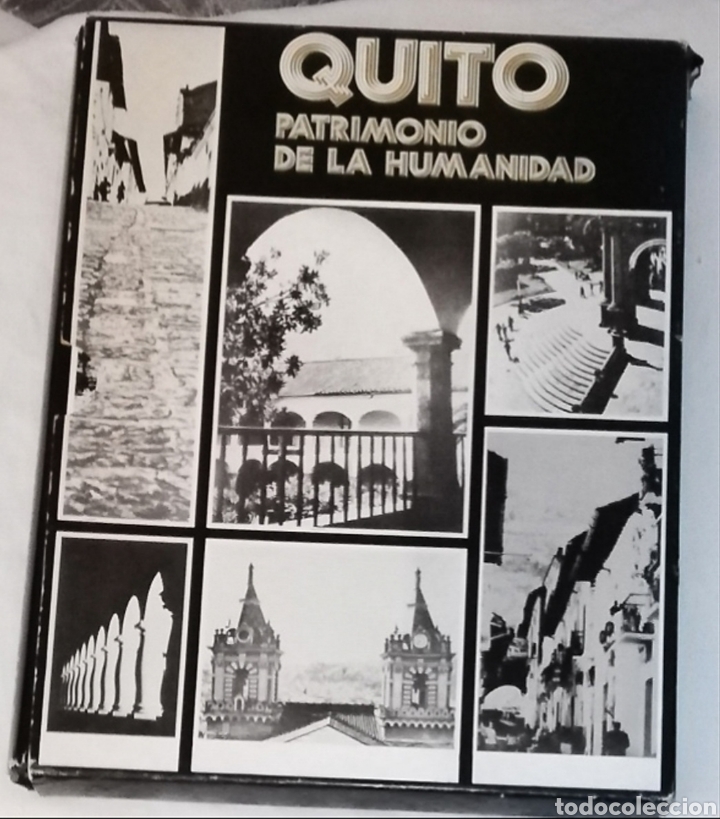 QUITO
PATRIMONIO
DE LA HUMANIDAD
todocoleccion